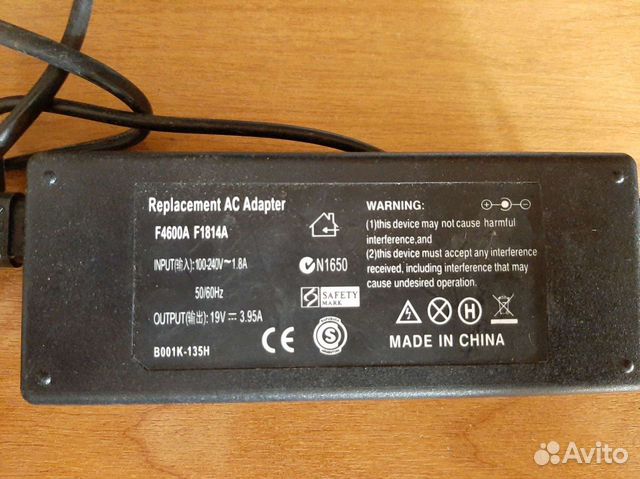 Replacement AC Adapter
F4600A F1814A
INPUT(输入): 100-240V~1.8A
50/60Hz
OUTPUT(输出): 19V ⎓ 3.95A
B001K-135H
N1650
S SAFETY
MARK
CE
S
WARNING:
(1)this device may not cause harmful
interference,and
(2)this device must accept any interference
received, including interference that may
cause undesired operation.
H
MADE IN CHINA
Avito